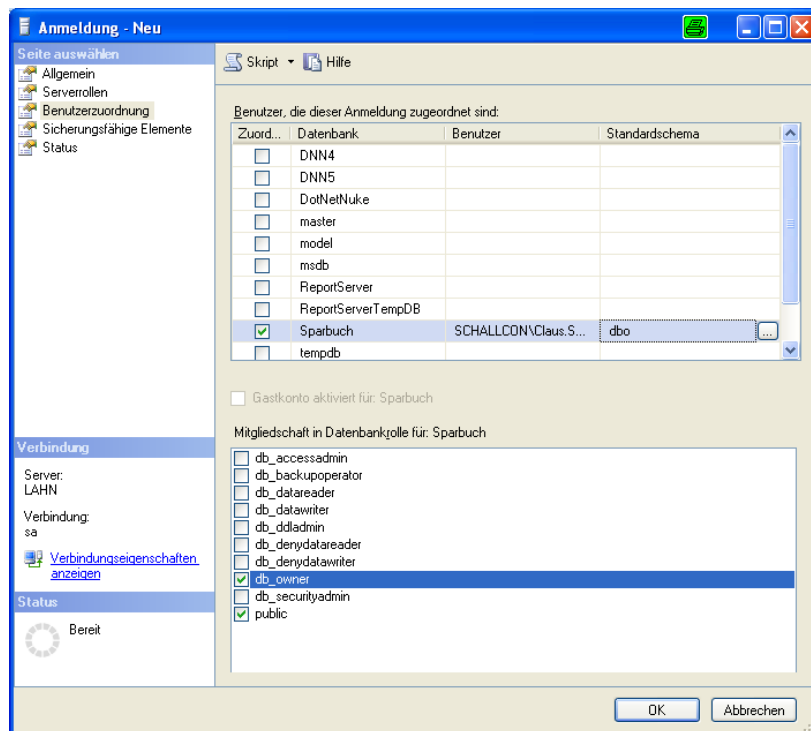 Anmeldung - Neu
Seite auswählen
Allgemein
Serverrollen
Benutzerzuordnung
Sicherungsfähige Elemente
Status
Skript
Hilfe
Benutzer, die dieser Anmeldung zugeordnet sind:
Zuord... Datenbank Benutzer Standardschema
DNN4
DNN5
DotNetNuke
master
model
msdb
ReportServer
ReportServerTempDB
Sparbuch SCHALLCON\Claus.S... dbo ...
tempdb
Gastkonto aktiviert für: Sparbuch
Mitgliedschaft in Datenbankrolle für: Sparbuch
db_accessadmin
db_backupoperator
db_datareader
db_datawriter
db_ddladmin
db_denydatareader
db_denydatawriter
db_owner
db_securityadmin
public
Verbindung
Server:
LAHN
Verbindung:
sa
Verbindungseigenschaften
anzeigen
Status
Bereit
OK Abbrechen